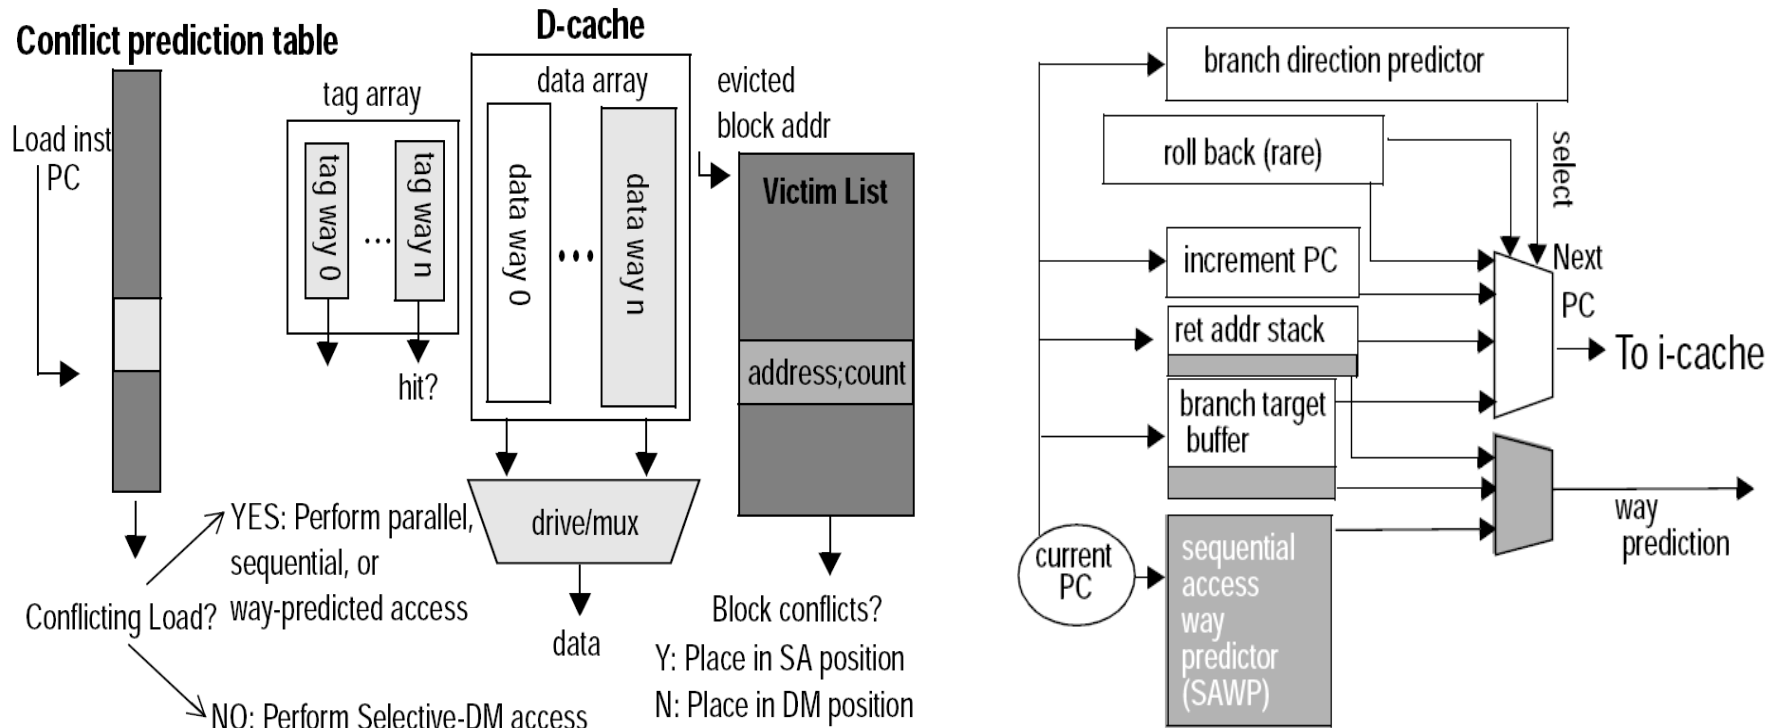 Conflict prediction table
Load inst
PC
Conflicting Load?
YES: Perform parallel,
sequential, or
way-predicted access
NO: Perform Selective-DM access
tag array
tag way 0
...
tag way n
hit?
D-cache
data array
data way 0
...
data way n
drive/mux
data
evicted
block addr
Victim List
address;count
Block conflicts?
Y: Place in SA position
N: Place in DM position
branch direction predictor
roll back (rare)
select
increment PC
Next
PC
ret addr stack
To i-cache
branch target
buffer
current
PC
sequential
access
way
predictor
(SAWP)
way
prediction